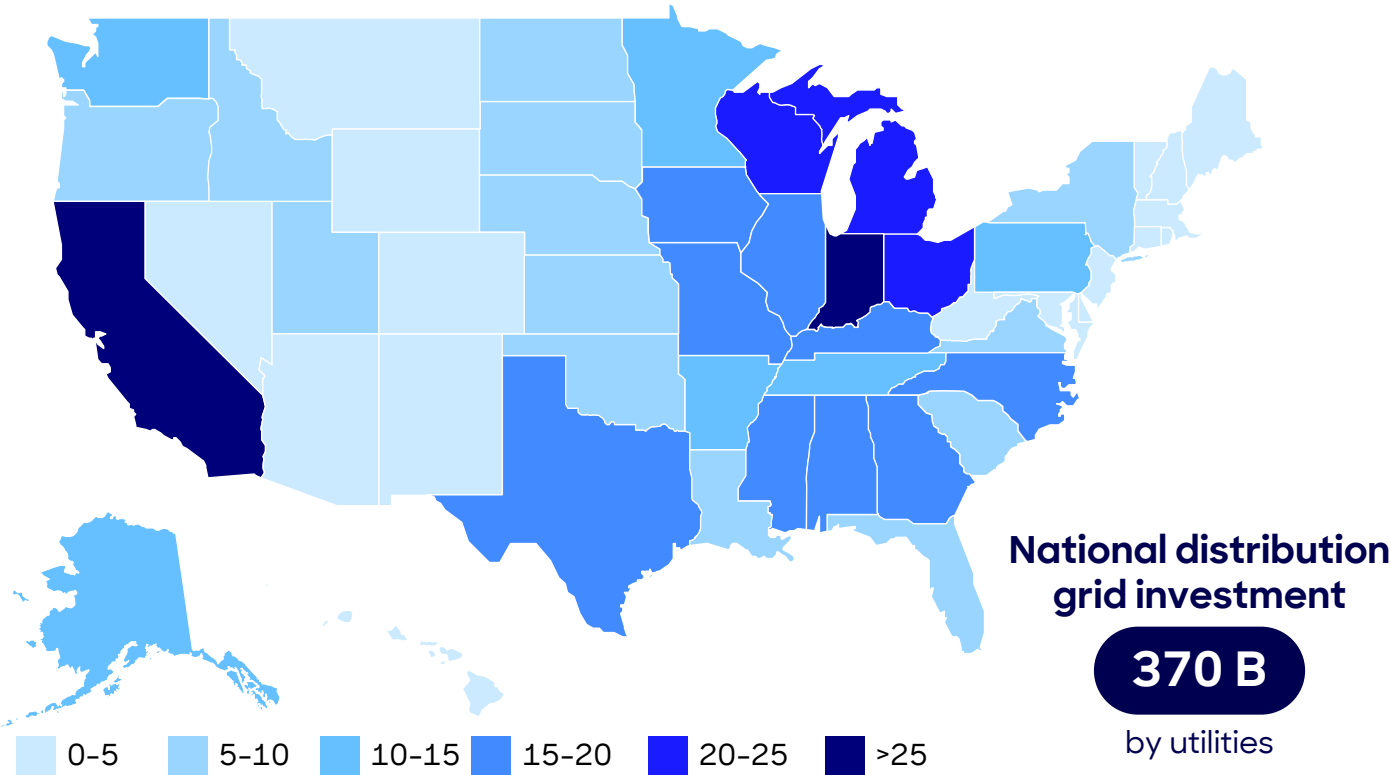 National distribution
grid investment
370 B
by utilities
0-5
5-10
10-15
15-20
20-25
>25